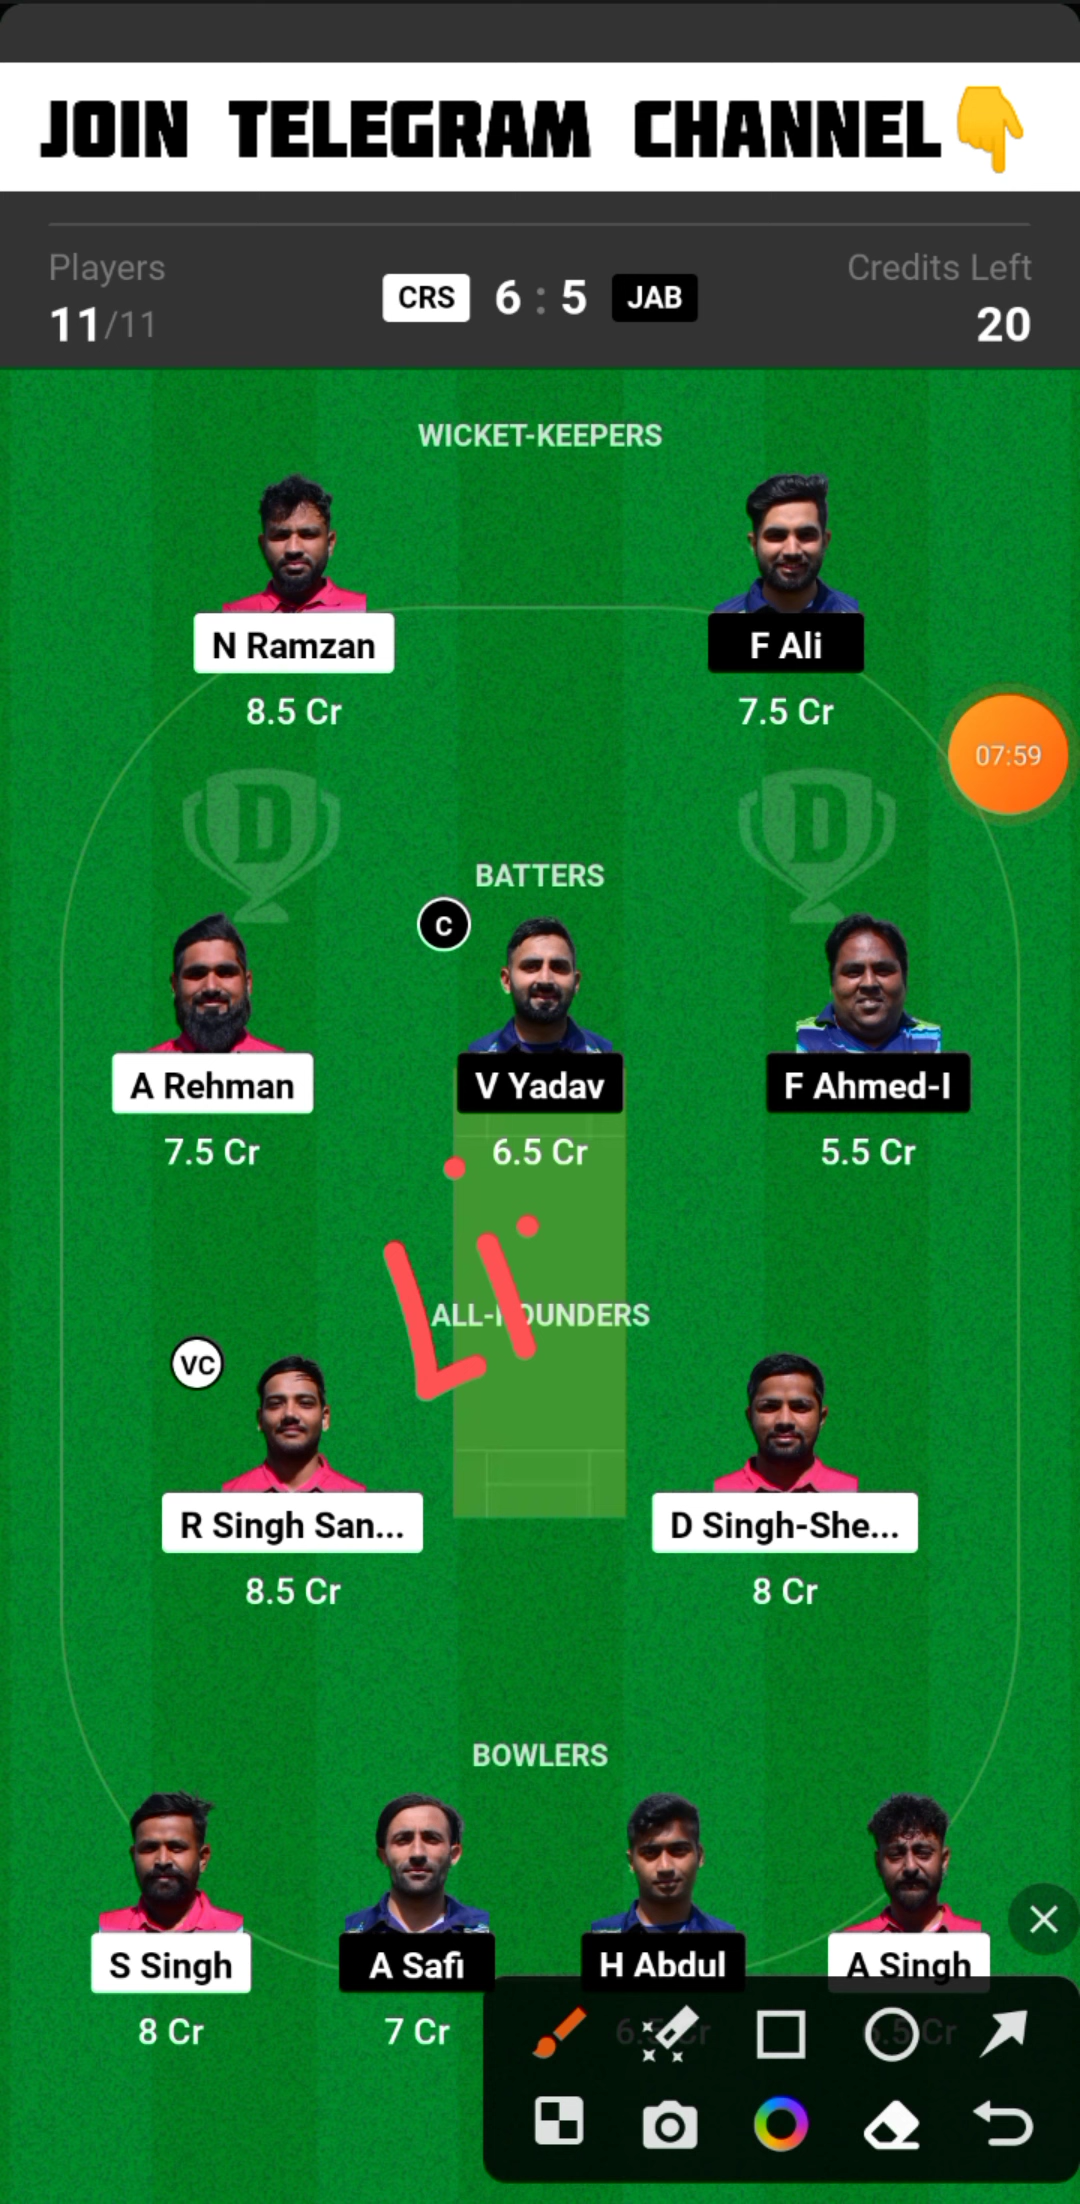 JOIN TELEGRAM CHANNEL👇
Players
Credits Left
11/11
CRS 6 : 5 JAB
20
WICKET-KEEPERS
N Ramzan
F Ali
8.5 Cr
7.5 Cr
07:59
D
D
BATTERS
C
A Rehman
V Yadav
F Ahmed-I
7.5 Cr
6.5 Cr
5.5 Cr
ALL-ROUNDERS
VC
R Singh San...
D Singh-She...
8.5 Cr
8 Cr
BOWLERS
S Singh
A Safi
H Abdul
A Singh
8 Cr
7 Cr